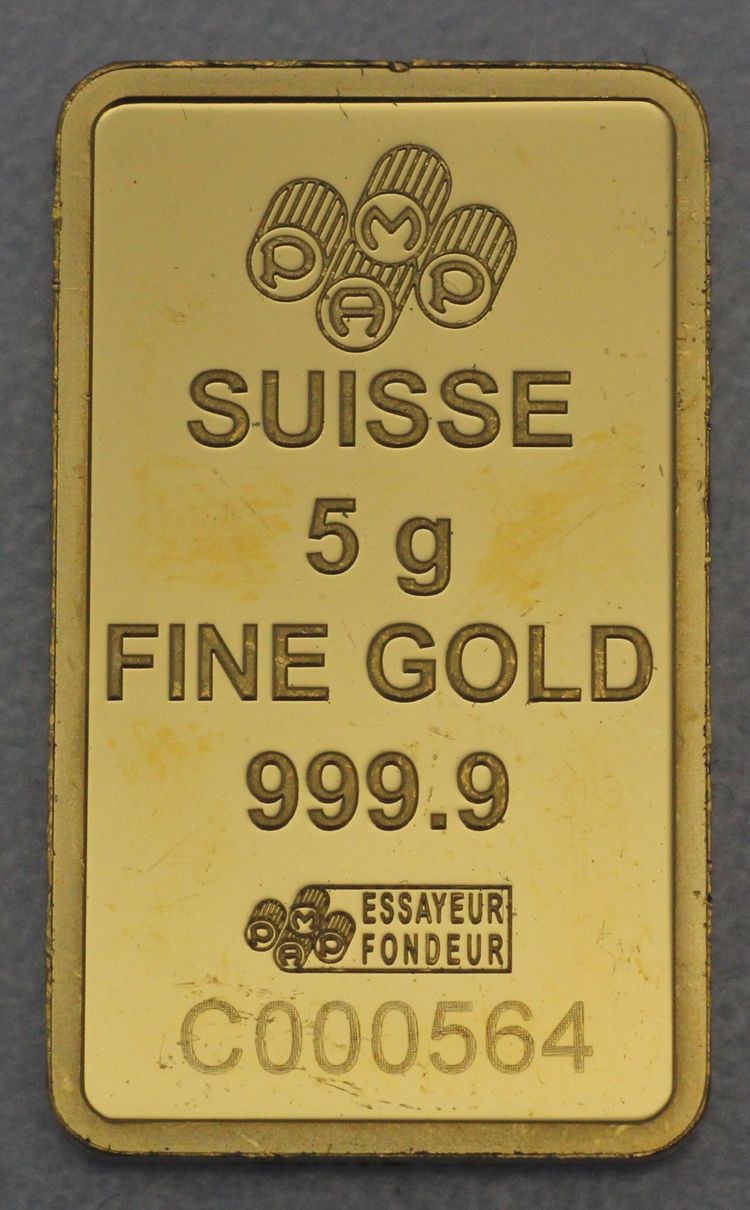 PAMP
SUISSE
5 g
FINE GOLD
999.9
PAMP ESSAYEUR
FONDEUR
C000564